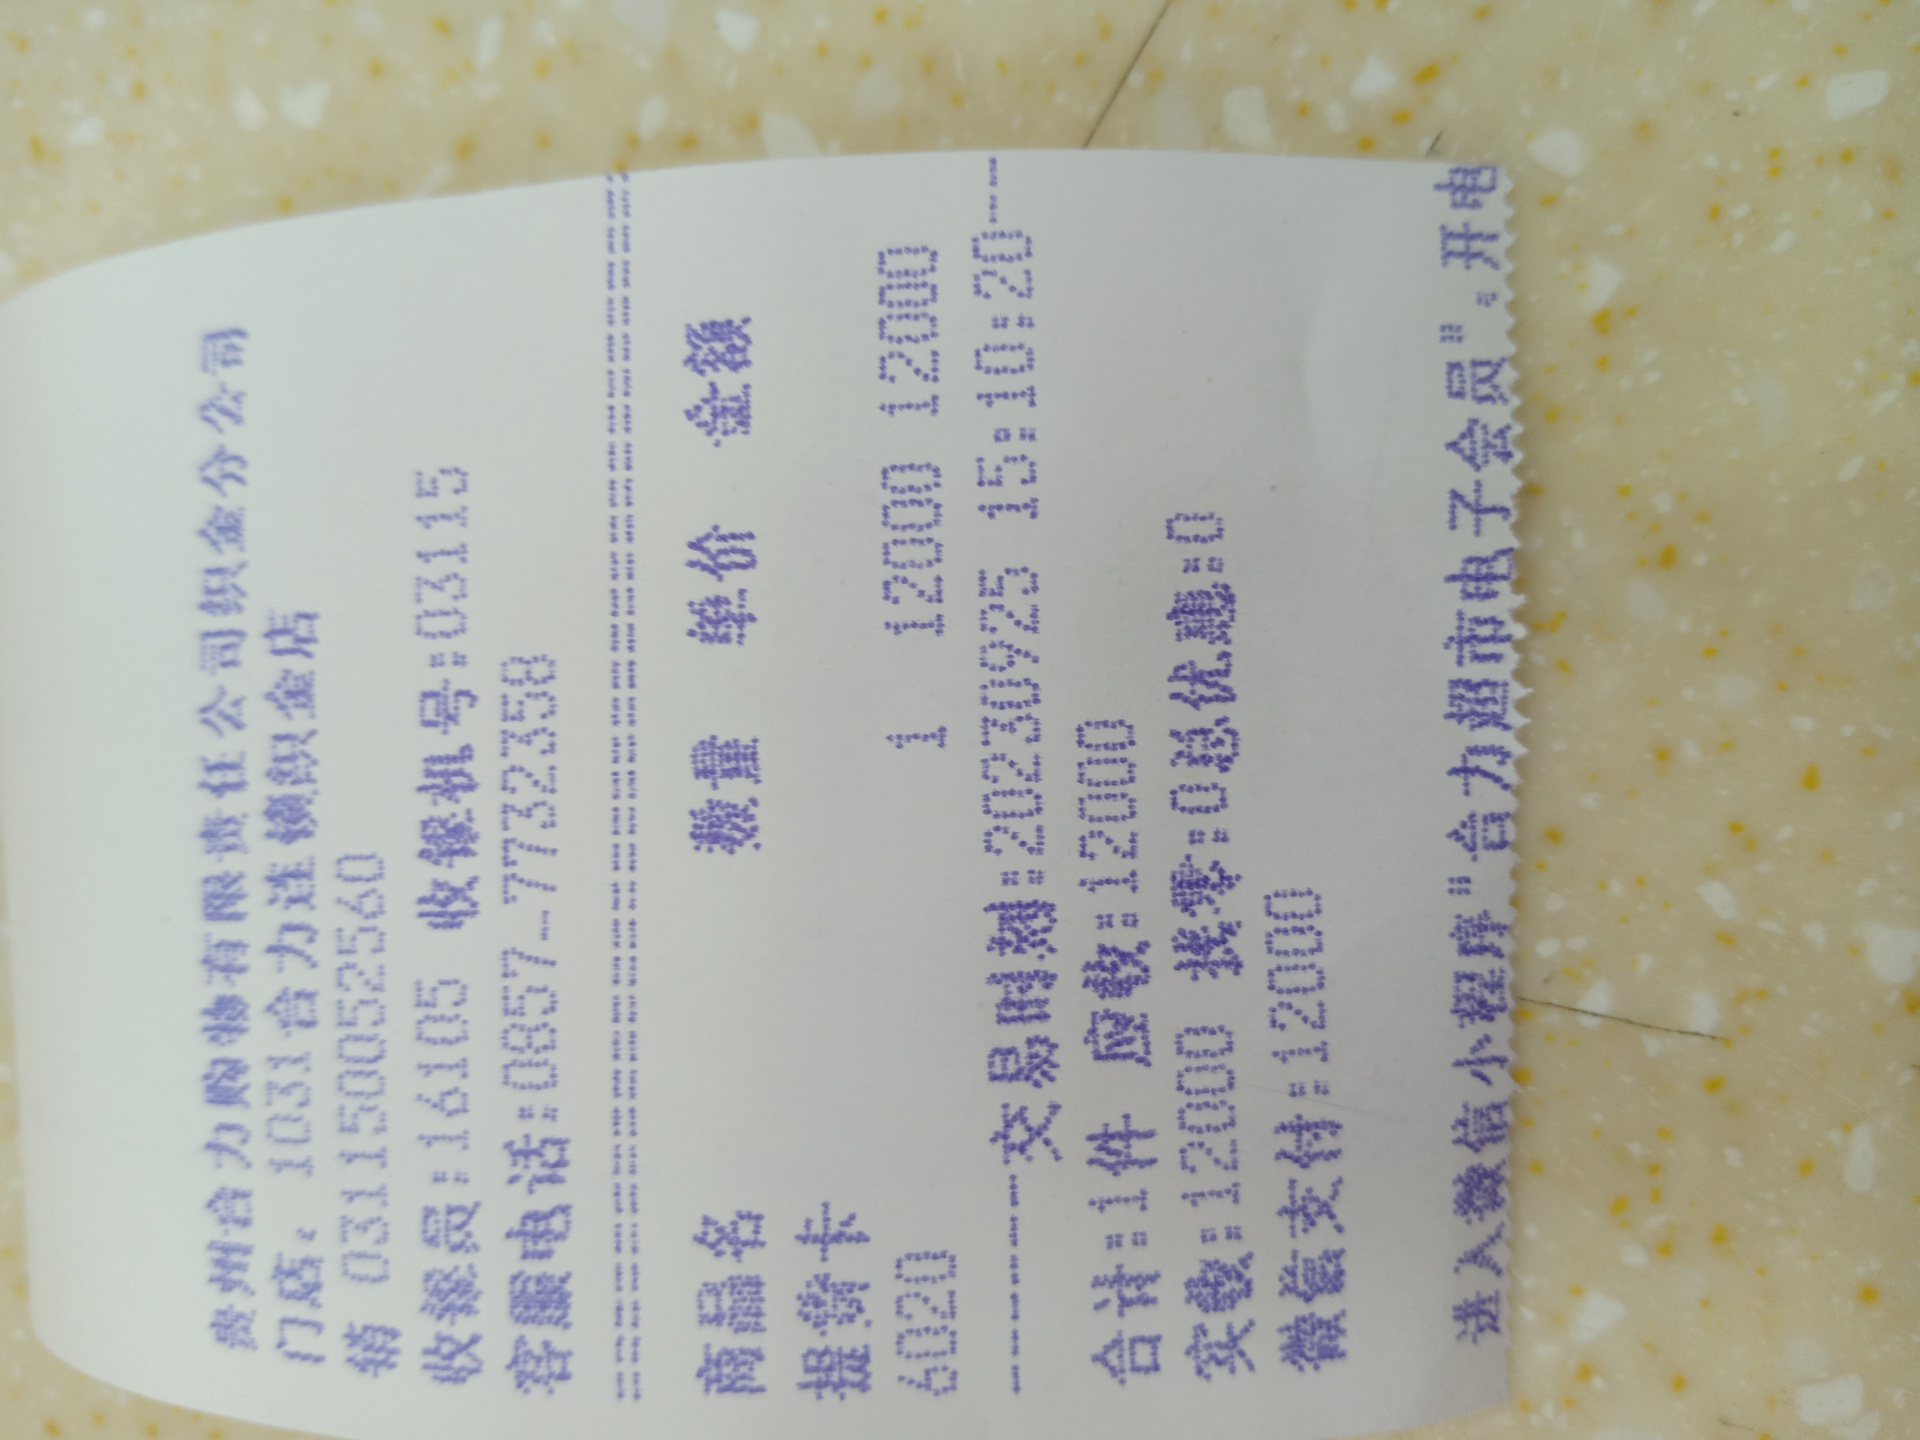 贵州合力购物有限责任公司织金分公司
门店: 1031合力连锁织金店
销 031150052560
收银员:16105 收银机号:03115
客服电话:0857-7732358
商品名 数量 单价 金额
提货卡
6020 1 12000 12000
------交易时刻:20230925 15:10:20---
合计:1件 应收:12000
实收:12000 找零:0总优惠:0
微信支付:12000
进入微信小程序"合力超市电子会员",开电